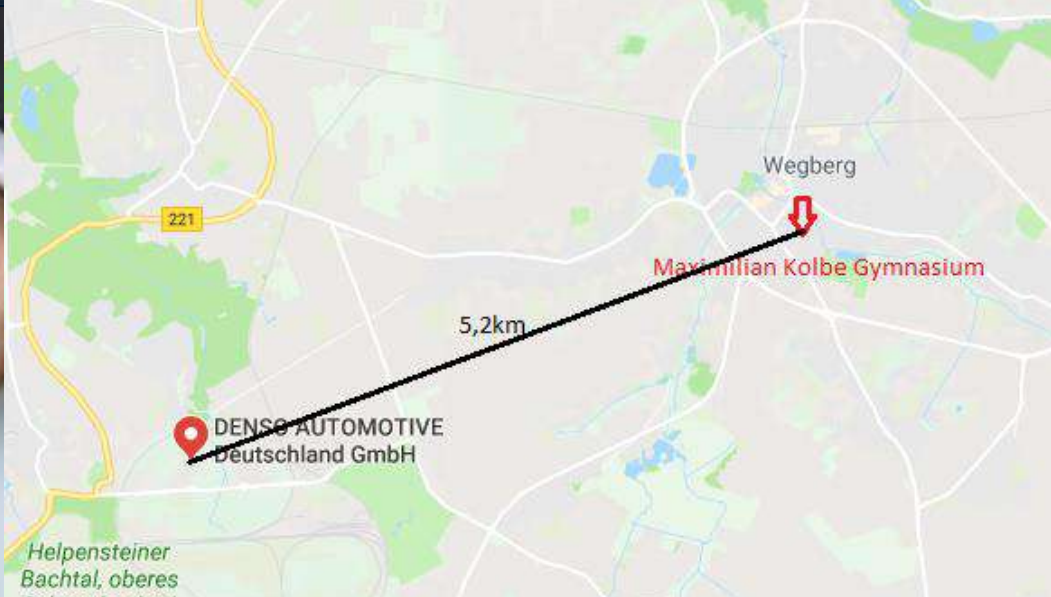 Wegberg
221
Maximilian Kolbe Gymnasium
5,2km
DENSO AUTOMOTIVE
Deutschland GmbH
Helpensteiner
Bachtal, oberes